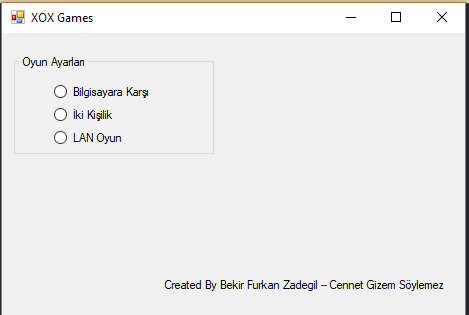 XOX Games
Oyun Ayarları
Bilgisayara Karşı
İki Kişilik
LAN Oyun
Created By Bekir Furkan Zadegil -- Cennet Gizem Söylemez